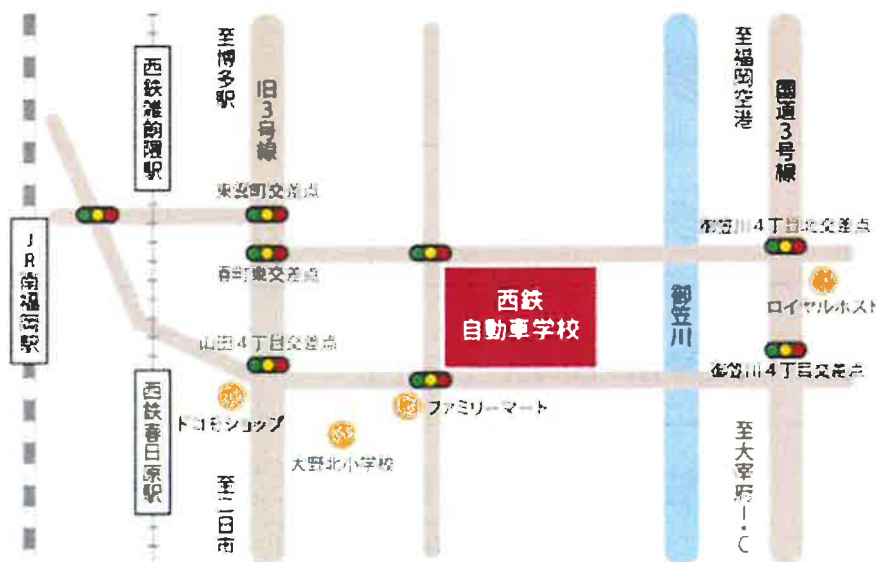 至博多駅
旧3号線
西鉄雑餉隈駅
至福岡空港
国道3号線
交差点
御笠川4丁目北交差点
東交差点
JR南福岡駅
西鉄
自動車学校
御笠川
ロイヤルホスト
山田4丁目交差点
御笠川4丁目交差点
ドコモショップ
ファミリーマート
西鉄春日原駅
大野北小学校
至二日市
至太宰府I・C